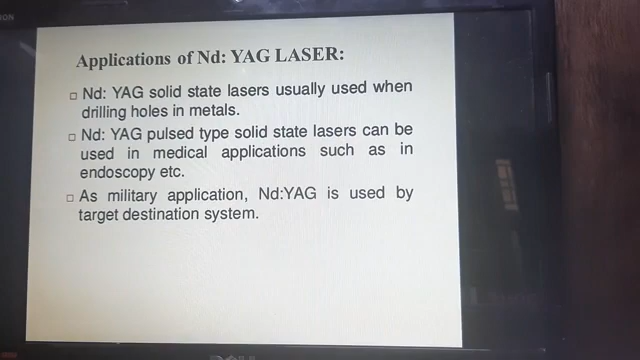 Applications of Nd: YAG LASER:
□ Nd: YAG solid state lasers usually used when
drilling holes in metals.
□ Nd: YAG pulsed type solid state lasers can be
used in medical applications such as in
endoscopy etc.
□ As military application, Nd:YAG is used by
target destination system.